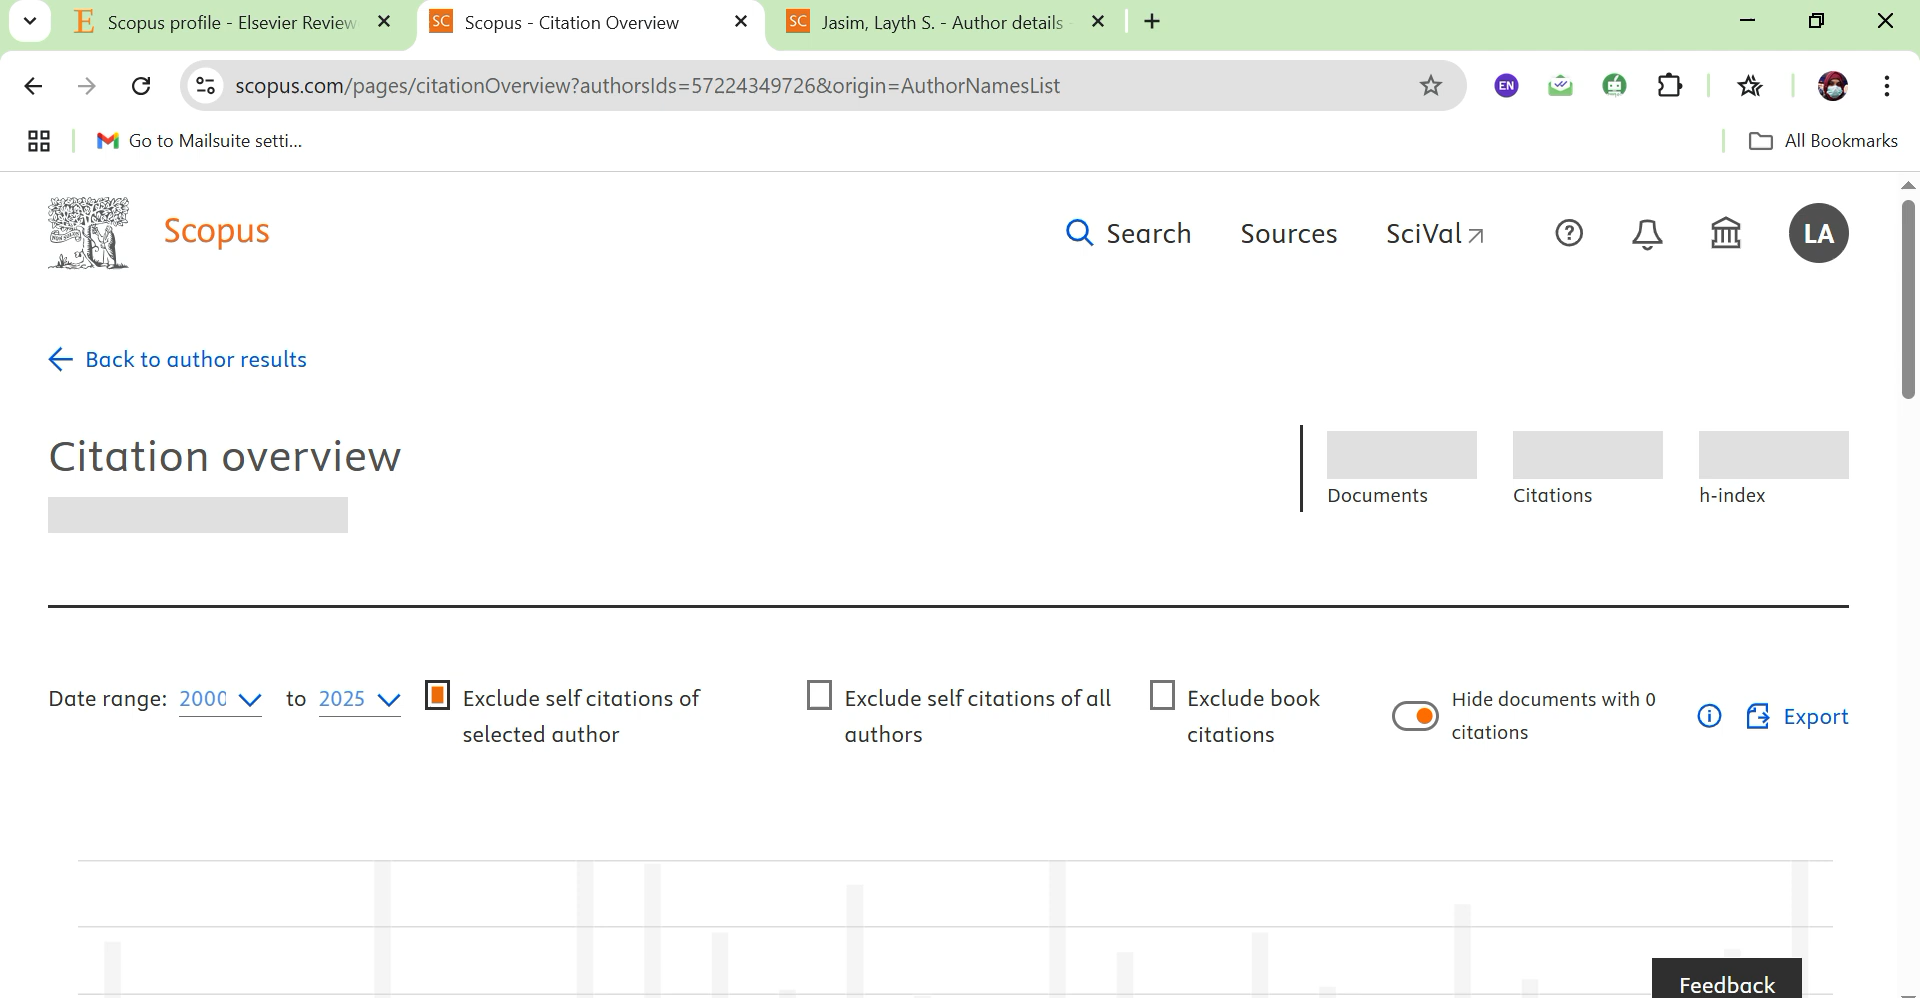 Scopus profile - Elsevier Review
Scopus - Citation Overview
Jasim, Layth S. - Author details -
scopus.com/pages/citationOverview?authorsIds=57224349726&origin=AuthorNamesList
EN
Go to Mailsuite setti...
All Bookmarks
Scopus
Search
Sources
SciVal
LA
Back to author results
Citation overview
Documents
Citations
h-index
Date range: 2000 to 2025
Exclude self citations of
selected author
Exclude self citations of all
authors
Exclude book
citations
Hide documents with 0
citations
Export
Feedback